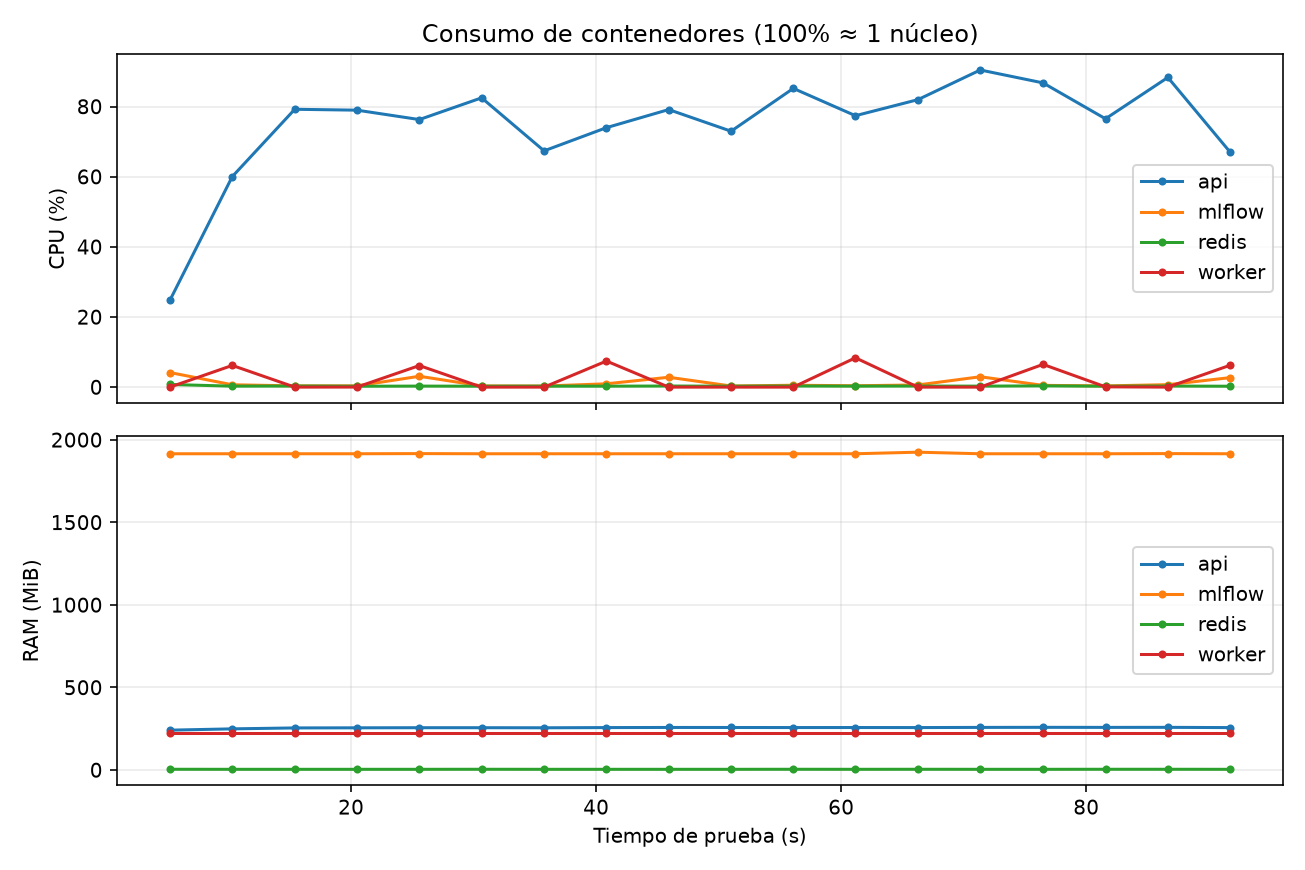 Consumo de contenedores (100% ≈ 1 núcleo)
CPU (%)
80
60
40
20
0
api
mlflow
redis
worker
RAM (MiB)
2000
1500
1000
500
0
api
mlflow
redis
worker
20 40 60 80
Tiempo de prueba (s)